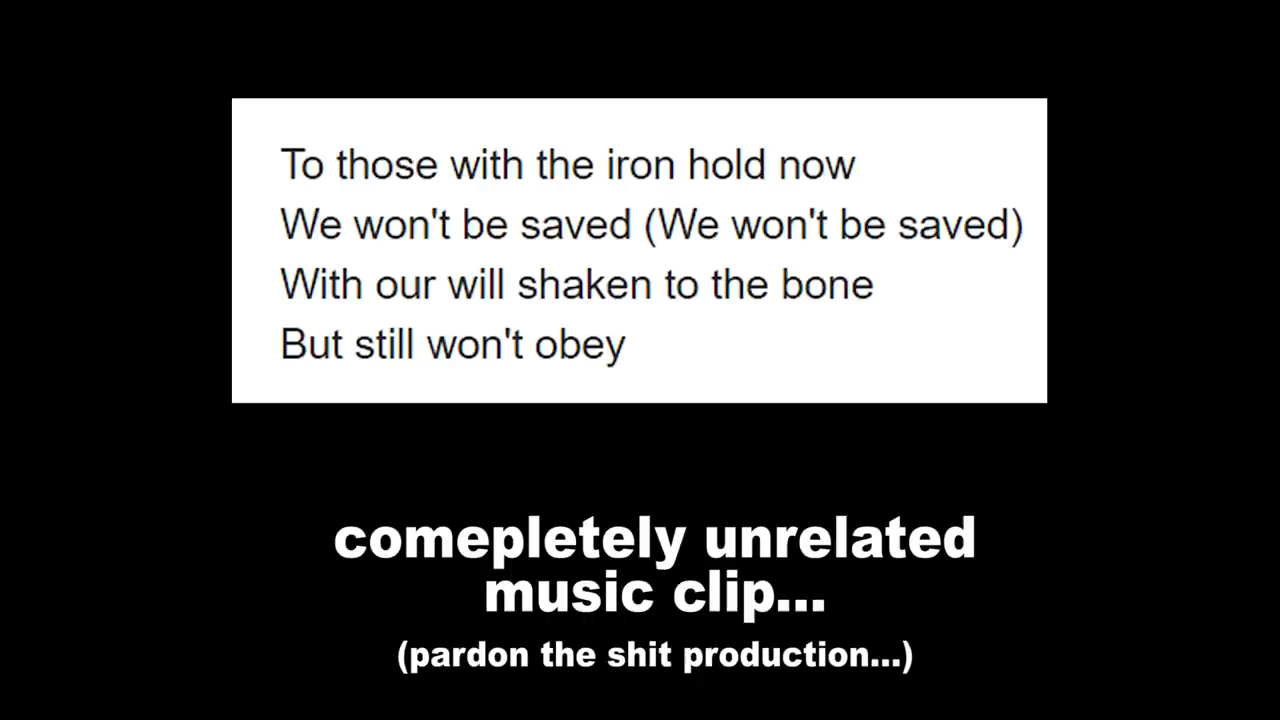 To those with the iron hold now
We won't be saved (We won't be saved)
With our will shaken to the bone
But still won't obey
comepletely unrelated
music clip...
(pardon the shit production...)